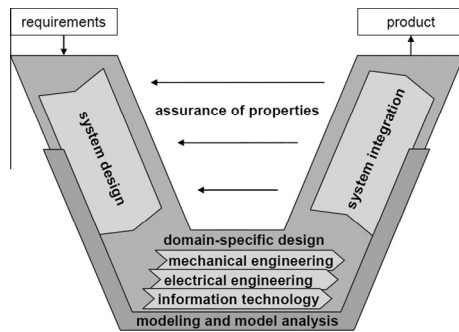 requirements
product
assurance of properties
system design
system integration
domain-specific design
mechanical engineering
electrical engineering
information technology
modeling and model analysis